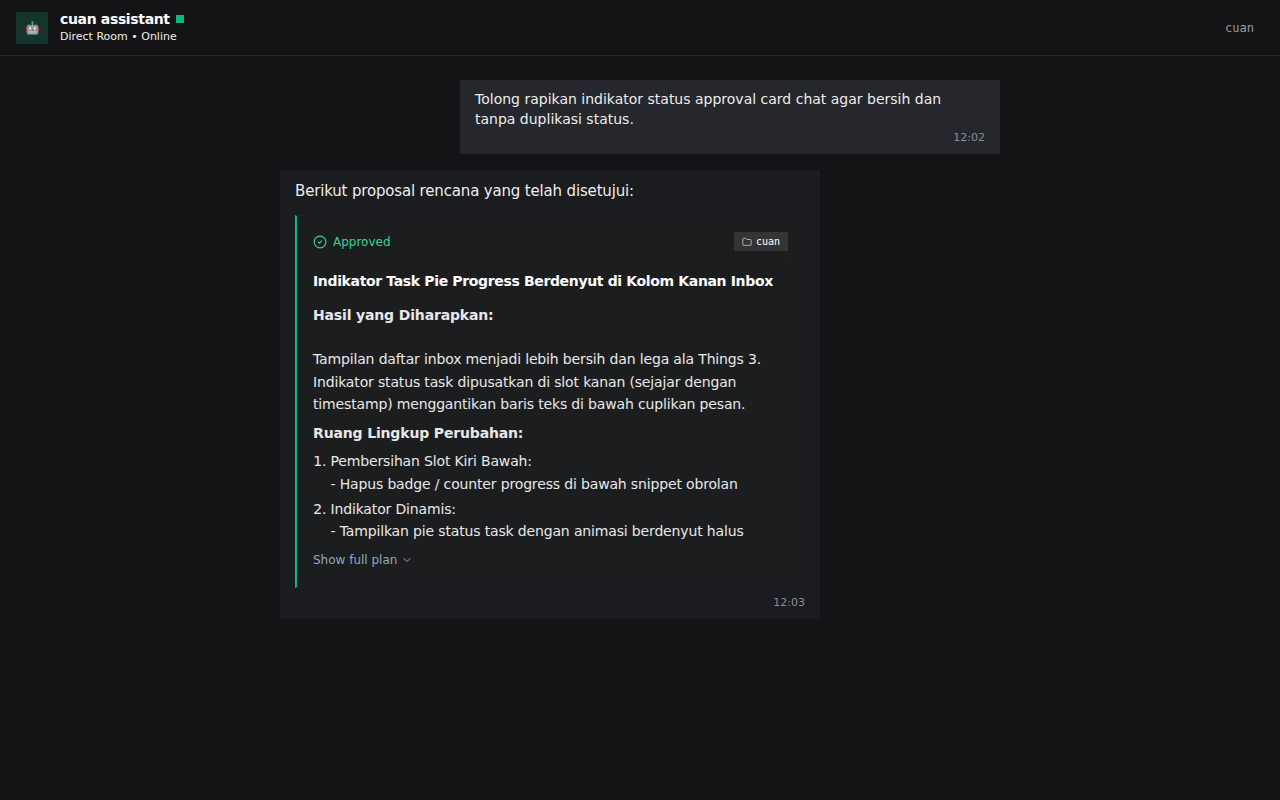 cuan assistant
Direct Room • Online
cuan
Tolong rapikan indikator status approval card chat agar bersih dan
tanpa duplikasi status.
12:02
Berikut proposal rencana yang telah disetujui:
Approved
cuan
Indikator Task Pie Progress Berdenyut di Kolom Kanan Inbox
Hasil yang Diharapkan:
Tampilan daftar inbox menjadi lebih bersih dan lega ala Things 3.
Indikator status task dipusatkan di slot kanan (sejajar dengan
timestamp) menggantikan baris teks di bawah cuplikan pesan.
Ruang Lingkup Perubahan:
1. Pembersihan Slot Kiri Bawah:
- Hapus badge / counter progress di bawah snippet obrolan
2. Indikator Dinamis:
- Tampilkan pie status task dengan animasi berdenyut halus
Show full plan
12:03